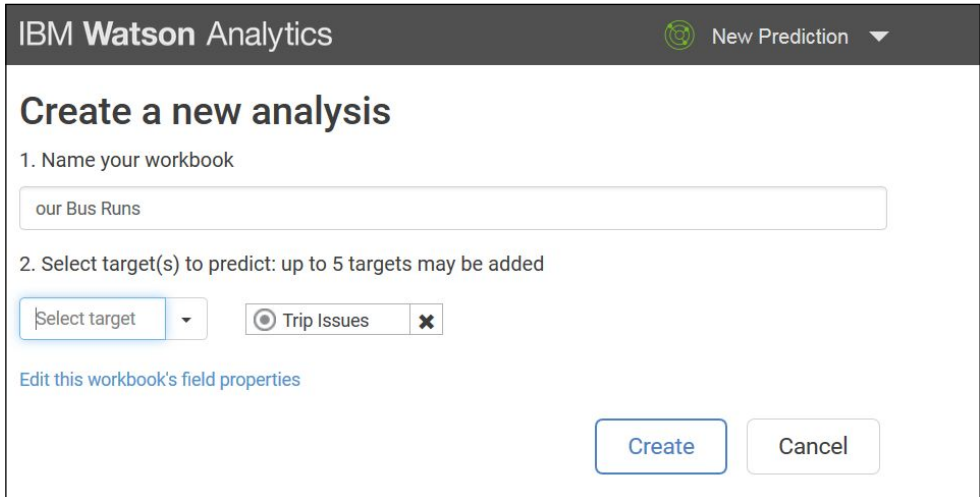 IBM Watson Analytics New Prediction
Create a new analysis
1. Name your workbook
our Bus Runs
2. Select target(s) to predict: up to 5 targets may be added
Select target Trip Issues
Edit this workbook's field properties
Create Cancel